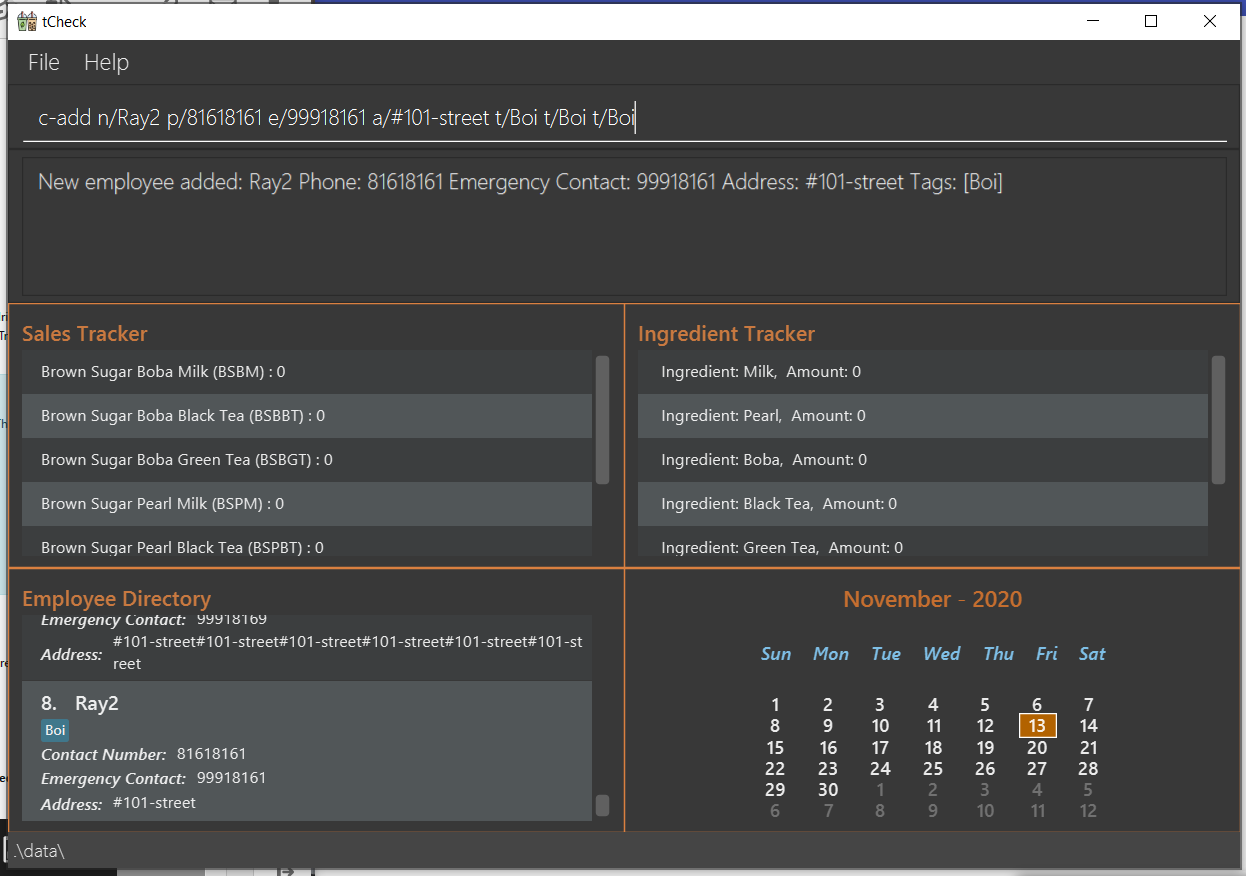 tCheck
File Help
c-add n/Ray2 p/81618161 e/99918161 a/#101-street t/Boi t/Boi t/Boi
New employee added: Ray2 Phone: 81618161 Emergency Contact: 99918161 Address: #101-street Tags: [Boi]
Sales Tracker
Brown Sugar Boba Milk (BSBM) : 0
Brown Sugar Boba Black Tea (BSBBT) : 0
Brown Sugar Boba Green Tea (BSBGT) : 0
Brown Sugar Pearl Milk (BSPM) : 0
Brown Sugar Pearl Black Tea (BSPBT) : 0
Ingredient Tracker
Ingredient: Milk, Amount: 0
Ingredient: Pearl, Amount: 0
Ingredient: Boba, Amount: 0
Ingredient: Black Tea, Amount: 0
Ingredient: Green Tea, Amount: 0
Employee Directory
Emergency Contact: 99918169
Address: #101-street#101-street#101-street#101-street#101-street#101-st
reet
8. Ray2
Boi
Contact Number: 81618161
Emergency Contact: 99918161
Address: #101-street
November - 2020
Sun Mon Tue Wed Thu Fri Sat
1 2 3 4 5 6 7
8 9 10 11 12 13 14
15 16 17 18 19 20 21
22 23 24 25 26 27 28
29 30 1 2 3 4 5
6 7 8 9 10 11 12
.\data\